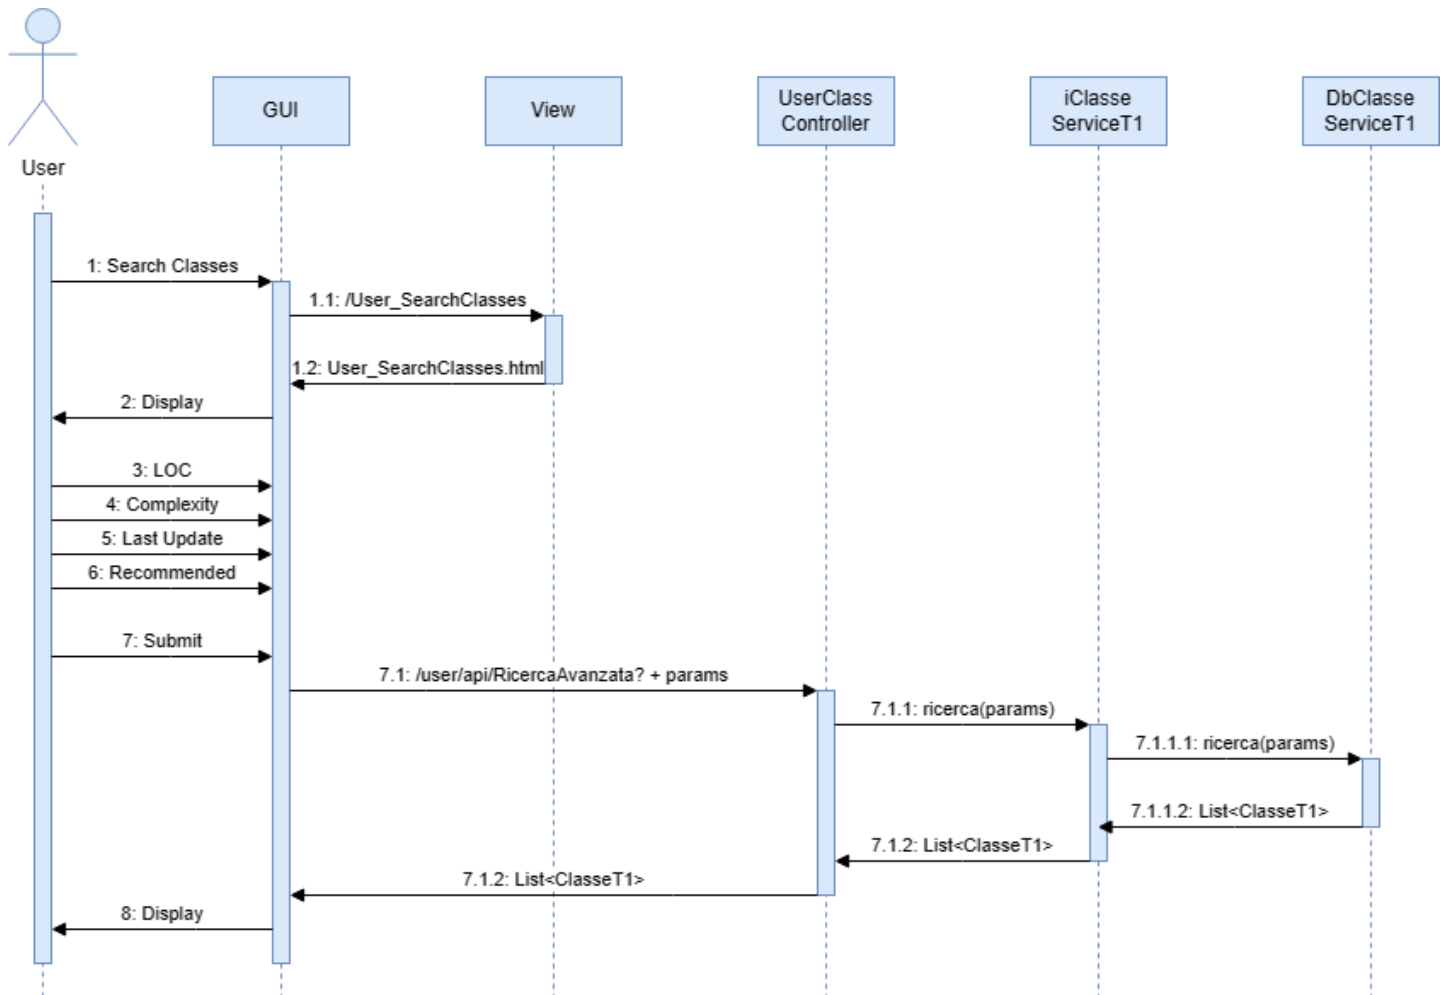 User
GUI
View
UserClass
Controller
iClasse
ServiceT1
DbClasse
ServiceT1
1: Search Classes
1.1: /User_SearchClasses
1.2: User_SearchClasses.html
2: Display
3: LOC
4: Complexity
5: Last Update
6: Recommended
7: Submit
7.1: /user/api/RicercaAvanzata? + params
7.1.1: ricerca(params)
7.1.1.1: ricerca(params)
7.1.1.2: List<ClasseT1>
7.1.2: List<ClasseT1>
7.1.2: List<ClasseT1>
8: Display